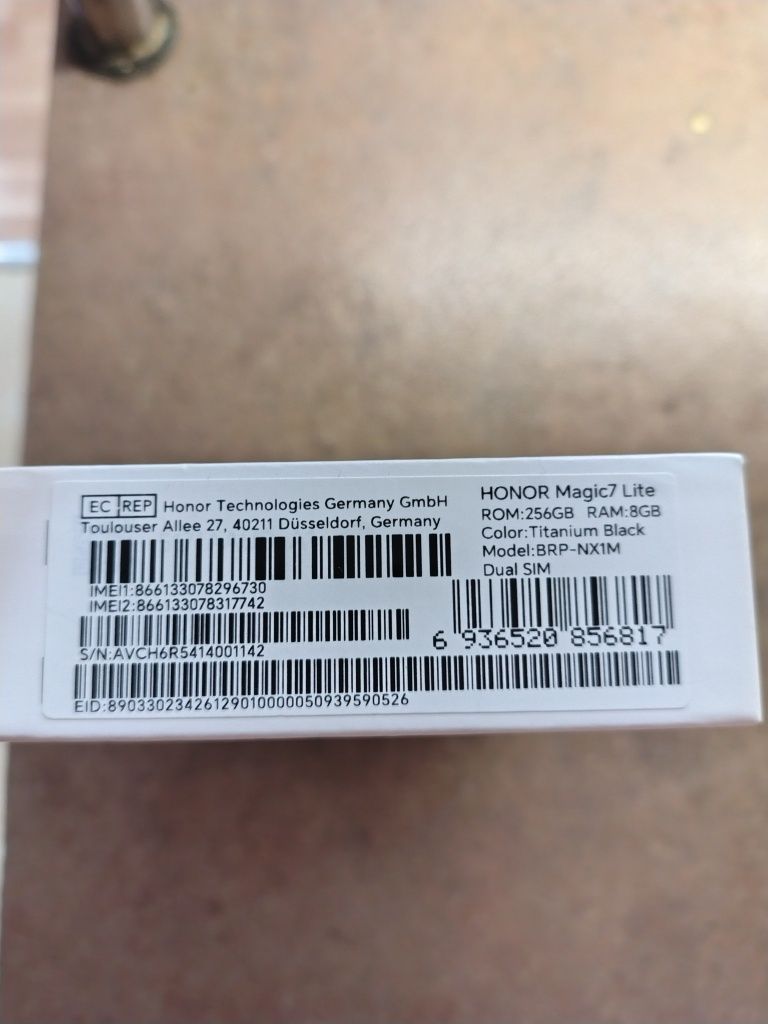 EC REP Honor Technologies Germany GmbH
Toulouser Allee 27, 40211 Düsseldorf, Germany
IMEI1:866133078296730
IMEI2:866133078317742
S/N:AVCH6R5414001142
EID:89033023426129010000050939590526
HONOR Magic7 Lite
ROM:256GB RAM:8GB
Color:Titanium Black
Model:BRP-NX1M
Dual SIM
6 936520 856817